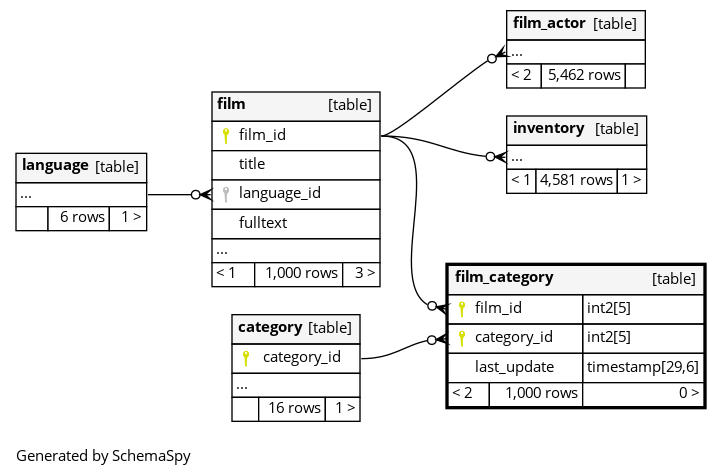 film_actor [table]
...
< 2 5,462 rows
film [table]
film_id
title
language_id
fulltext
...
< 1 1,000 rows 3 >
inventory [table]
...
< 1 4,581 rows 1 >
language [table]
...
6 rows 1 >
film_category [table]
film_id int2[5]
category_id int2[5]
last_update timestamp[29,6]
< 2 1,000 rows 0 >
category [table]
category_id
...
16 rows 1 >
Generated by SchemaSpy